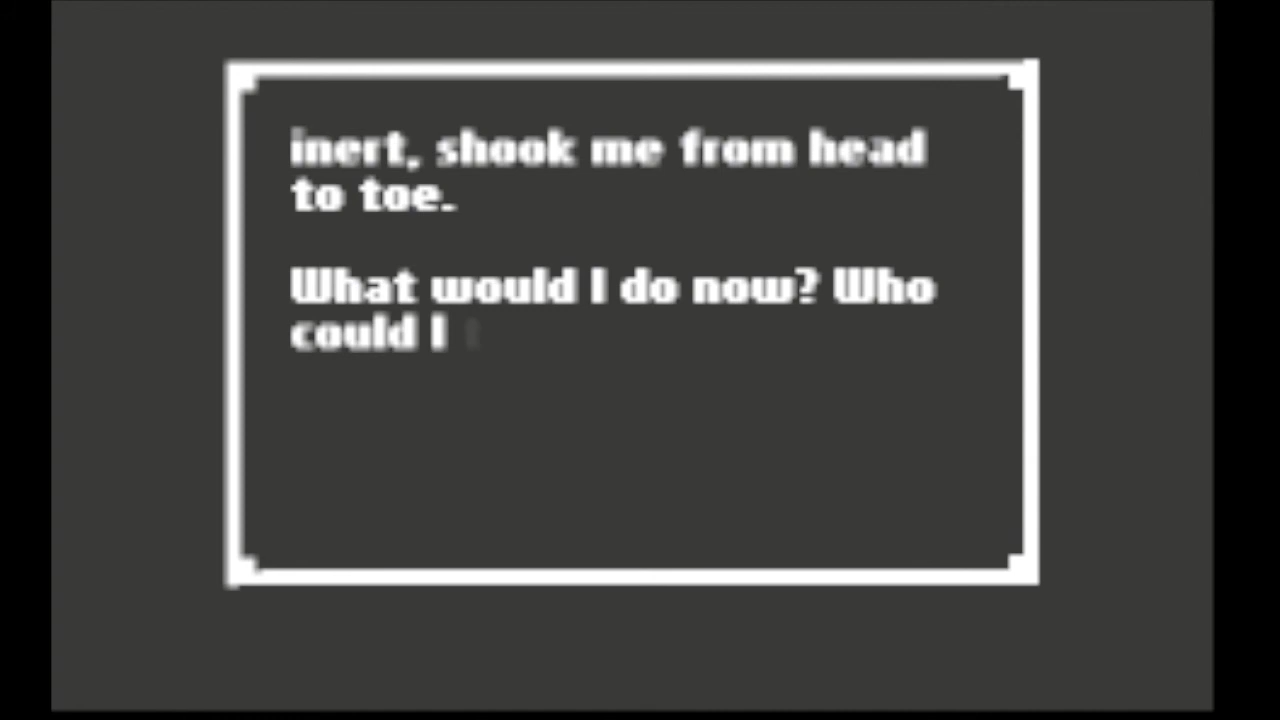 inert, shook me from head
to toe.
What would I do now? Who
could I t